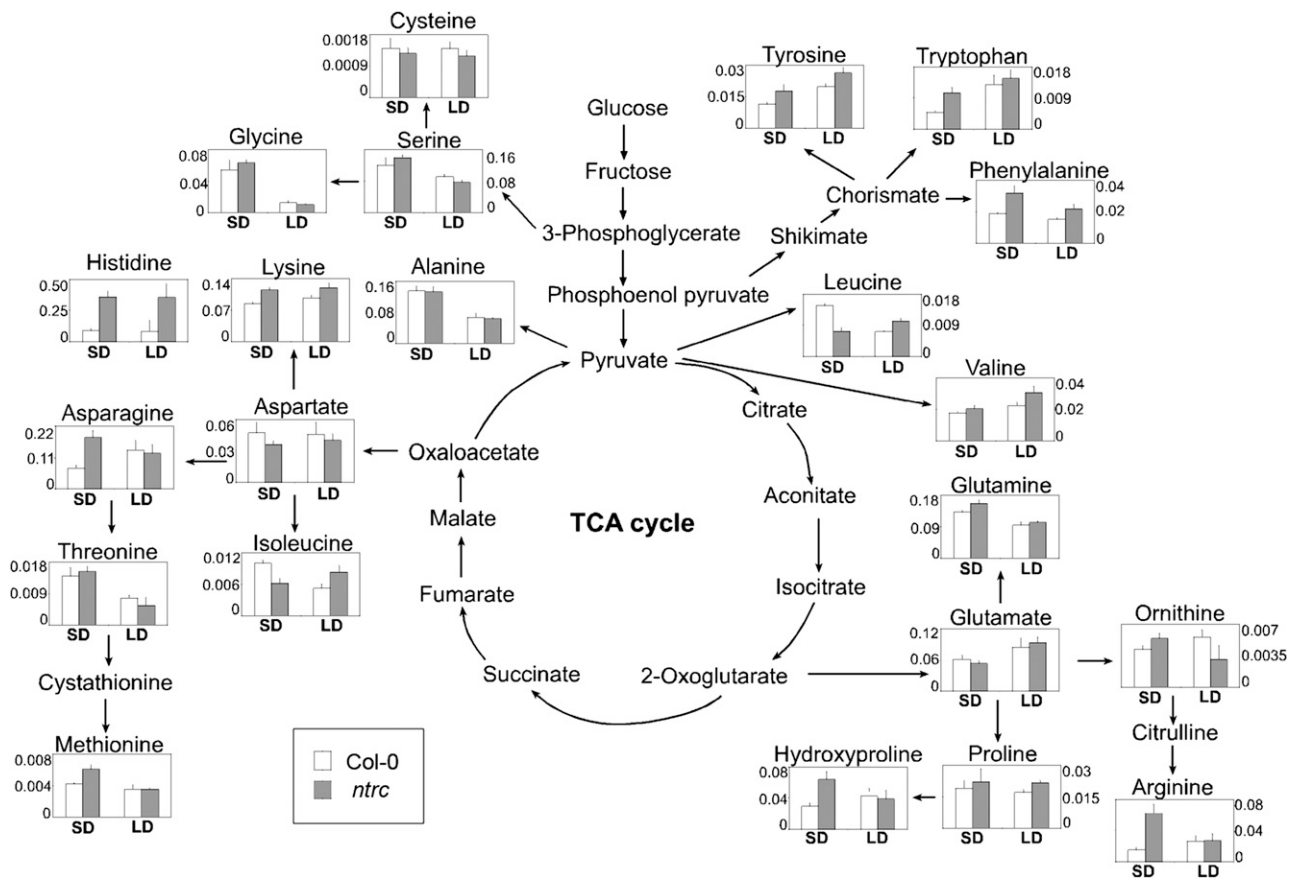 Cysteine
0.0018
0.0009
0
SD LD
Tyrosine
0.03
0.015
0
SD LD
Tryptophan
0.018
0.009
0
SD LD
Glucose
Glycine
0.08
0.04
0
SD LD
Serine
0.16
0.08
0
SD LD
Fructose
Chorismate
Phenylalanine
0.04
0.02
0
SD LD
3-Phosphoglycerate
Shikimate
Histidine
0.50
0.25
0
SD LD
Lysine
0.14
0.07
0
SD LD
Alanine
0.16
0.08
0
SD LD
Phosphoenol pyruvate
Leucine
0.018
0.009
0
SD LD
Pyruvate
Valine
0.04
0.02
0
SD LD
Citrate
Asparagine
0.22
0.11
0
SD LD
Aspartate
0.06
0.03
0
SD LD
Oxaloacetate
Aconitate
Glutamine
0.18
0.09
0
SD LD
Malate
TCA cycle
Threonine
0.018
0.009
0
SD LD
Isoleucine
0.012
0.006
0
SD LD
Fumarate
Isocitrate
Glutamate
0.12
0.06
0
SD LD
Ornithine
0.007
0.0035
0
SD LD
Cystathionine
Succinate
2-Oxoglutarate
Citrulline
Methionine
0.008
0.004
0
SD LD
Col-0
ntrc
Hydroxyproline
0.08
0.04
0
SD LD
Proline
0.03
0.015
0
SD LD
Arginine
0.08
0.04
0
SD LD